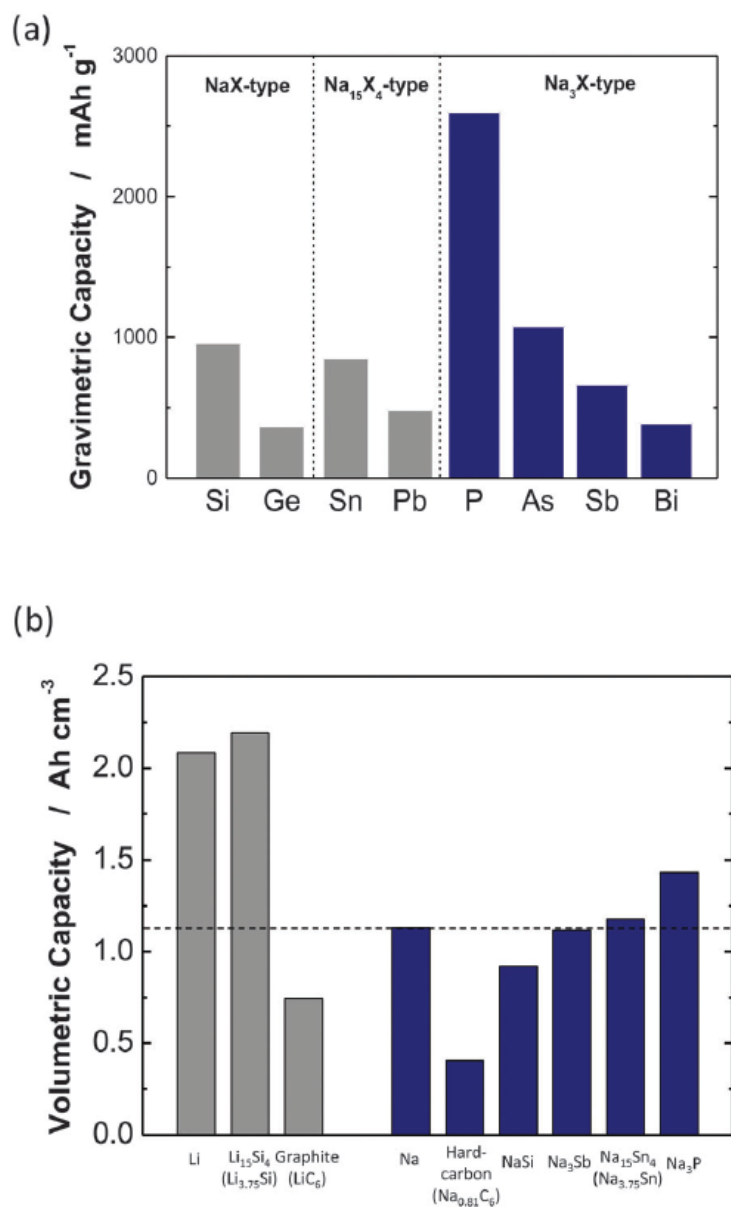 (a)
Gravimetric Capacity / mAh g⁻¹
3000
2000
1000
0
NaX-type
Na₁₅X₄-type
Na₃X-type
Si Ge Sn Pb P As Sb Bi
(b)
Volumetric Capacity / Ah cm⁻³
2.5
2.0
1.5
1.0
0.5
0.0
Li
Li₁₅Si₄
(Li₃.₇₅Si)
Graphite
(LiC₆)
Na
Hard-
carbon
(Na₀.₈₁C₆)
NaSi
Na₃Sb
Na₁₅Sn₄
(Na₃.₇₅Sn)
Na₃P